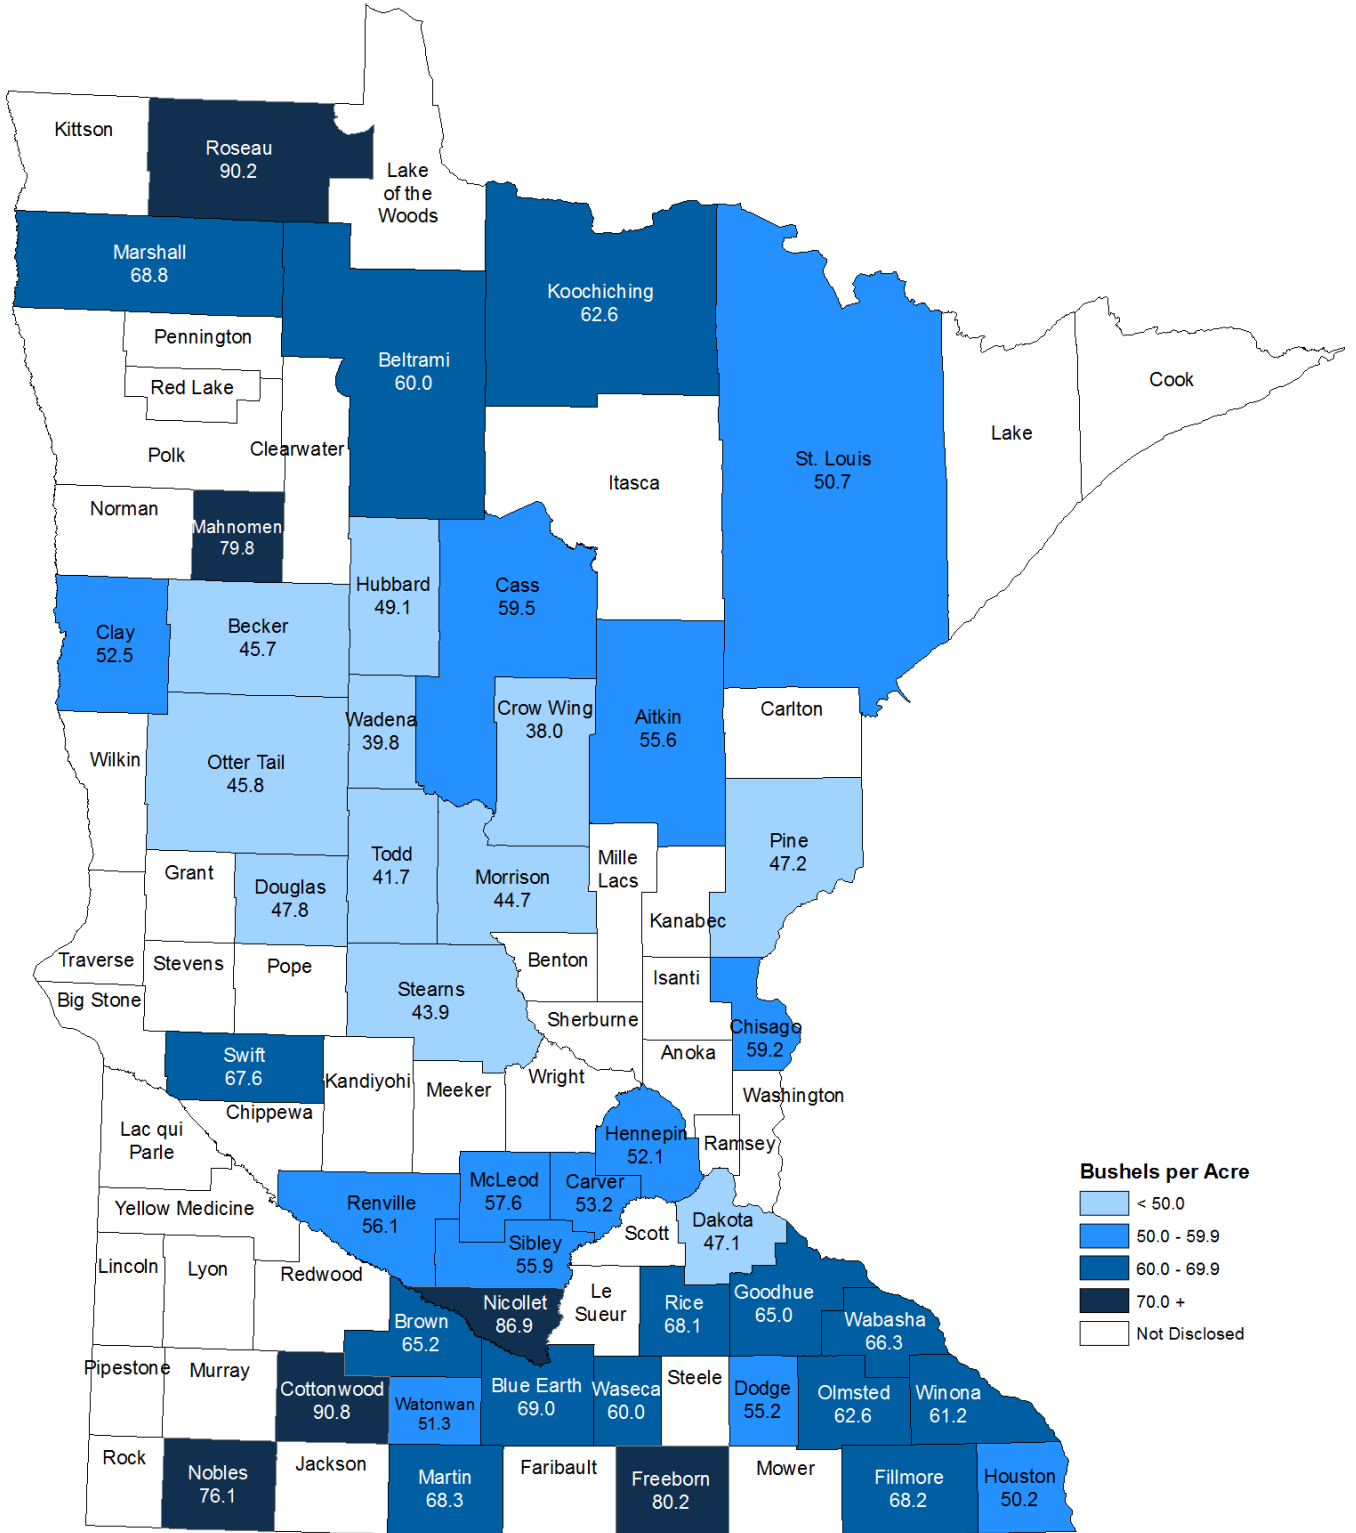 Kittson
Roseau
90.2
Lake
of the
Woods
Marshall
68.8
Koochiching
62.6
Pennington
Red Lake
Beltrami
60.0
Polk
Clearwater
Cook
Lake
St. Louis
50.7
Itasca
Norman
Mahnomen
79.8
Hubbard
49.1
Cass
59.5
Clay
52.5
Becker
45.7
Wadena
39.8
Crow Wing
38.0
Aitkin
55.6
Carlton
Wilkin
Otter Tail
45.8
Pine
47.2
Grant
Douglas
47.8
Todd
41.7
Morrison
44.7
Mille
Lacs
Kanabec
Traverse
Stevens
Pope
Benton
Isanti
Big Stone
Stearns
43.9
Sherburne
Chisago
59.2
Swift
67.6
Kandiyohi
Meeker
Wright
Anoka
Washington
Chippewa
Lac qui
Parle
Hennepin
52.1
Ramsey
Yellow Medicine
Renville
56.1
McLeod
57.6
Carver
53.2
Scott
Dakota
47.1
Sibley
55.9
Lincoln
Lyon
Redwood
Nicollet
86.9
Le
Sueur
Rice
68.1
Goodhue
65.0
Wabasha
66.3
Brown
65.2
Pipestone
Murray
Cottonwood
90.8
Watonwan
51.3
Blue Earth
69.0
Waseca
60.0
Steele
Dodge
55.2
Olmsted
62.6
Winona
61.2
Rock
Nobles
76.1
Jackson
Martin
68.3
Faribault
Freeborn
80.2
Mower
Fillmore
68.2
Houston
50.2
Bushels per Acre
< 50.0
50.0 - 59.9
60.0 - 69.9
70.0 +
Not Disclosed